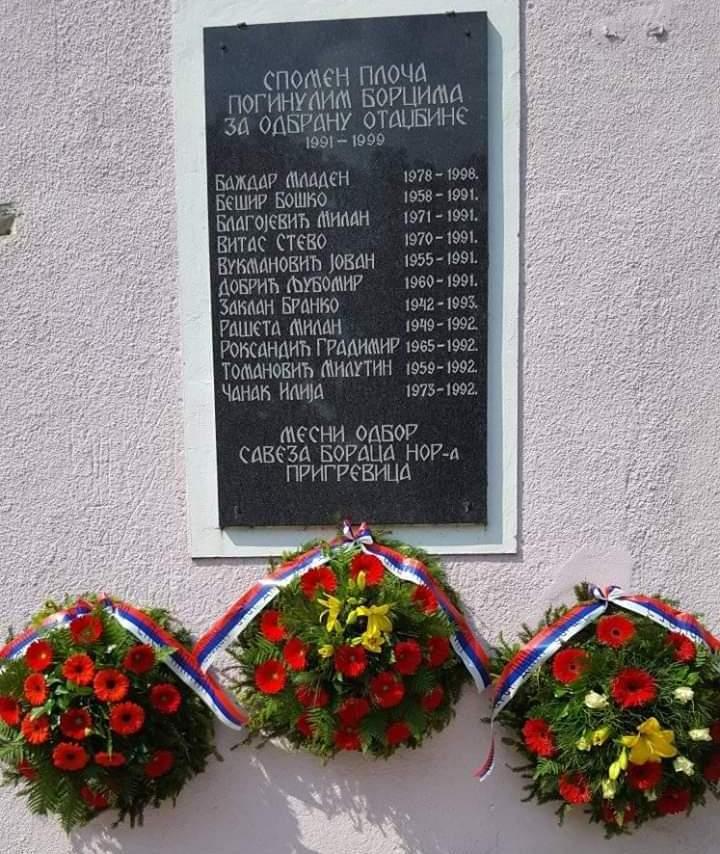 СПОМЕН ПЛОЧА
ПОГИНУЛИМ БОРЦИМА
ЗА ОДБРАНУ ОТАЏБИНЕ
1991 – 1999
БАЖДАР МЛАДЕН 1978 – 1998.
БЕШИР БОШКО 1958 – 1991.
БЛАГОЈЕВИЋ МИЛАН 1971 – 1991.
ВИТАС СТЕВО 1970 – 1991.
ВУКМАНОВИЋ ЈОВАН 1955 – 1991.
ДОБРИЋ ЉУБОМИР 1960 – 1991.
ЗАКЛАН БРАНКО 1942 – 1993.
РАШЕТА МИЛАН 1949 – 1992.
РОКСАНДИЋ ГРАДИМИР 1965 – 1992.
ТОМАНОВИЋ МИЛУТИН 1959 – 1992.
ЧАНАК ИЛИЈА 1973 – 1992.
МЕСНИ ОДБОР
САВЕЗА БОРАЦА НОР-а
ПРИГРЕВИЦА